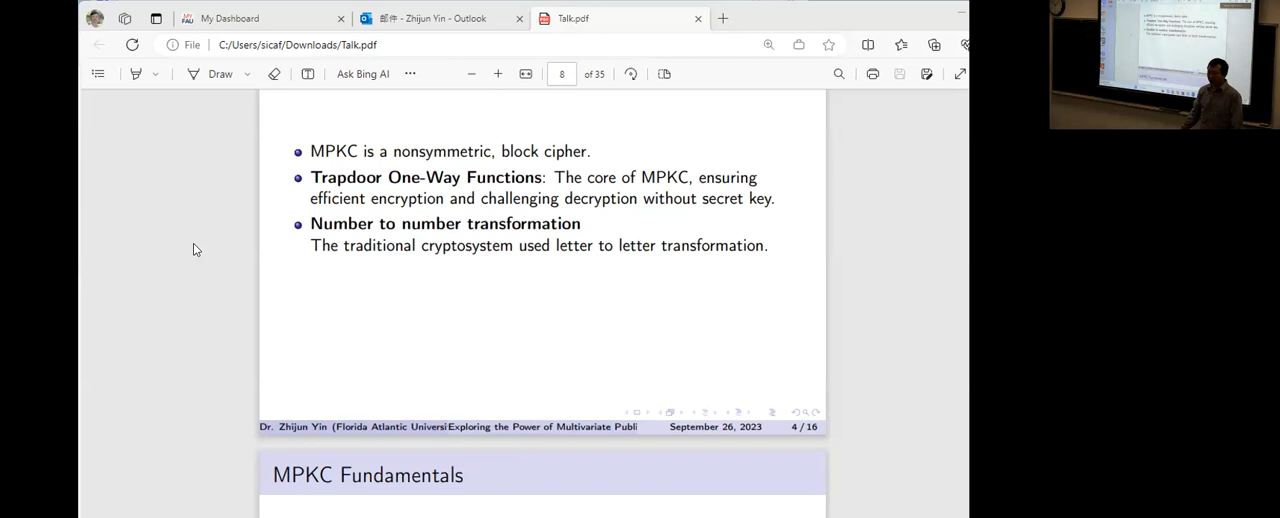 My Dashboard
邮件 - Zhijun Yin - Outlook
Talk.pdf
File
C:/Users/sicaf/Downloads/Talk.pdf
Draw
Ask Bing AI
8
of 35
MPKC is a nonsymmetric, block cipher.
Trapdoor One-Way Functions: The core of MPKC, ensuring
efficient encryption and challenging decryption without secret key.
Number to number transformation
The traditional cryptosystem used letter to letter transformation.
Dr. Zhijun Yin (Florida Atlantic Universi Exploring the Power of Multivariate Publi September 26, 2023 4 / 16
MPKC Fundamentals